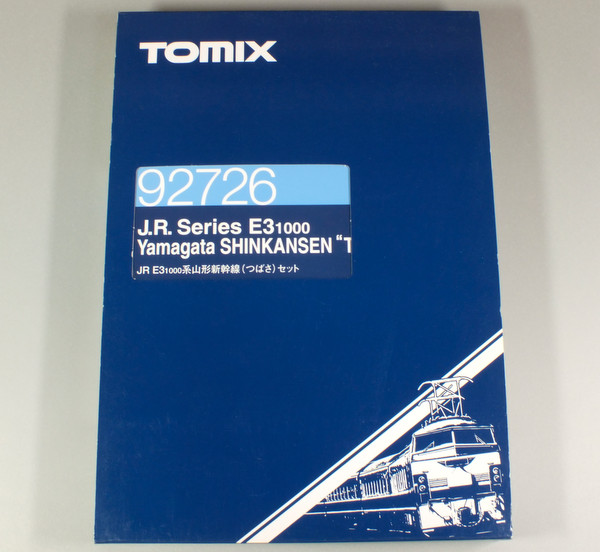 TOMIX
92726
J.R. Series E31000
Yamagata SHINKANSEN “T
JR E31000系山形新幹線(つばさ)セット